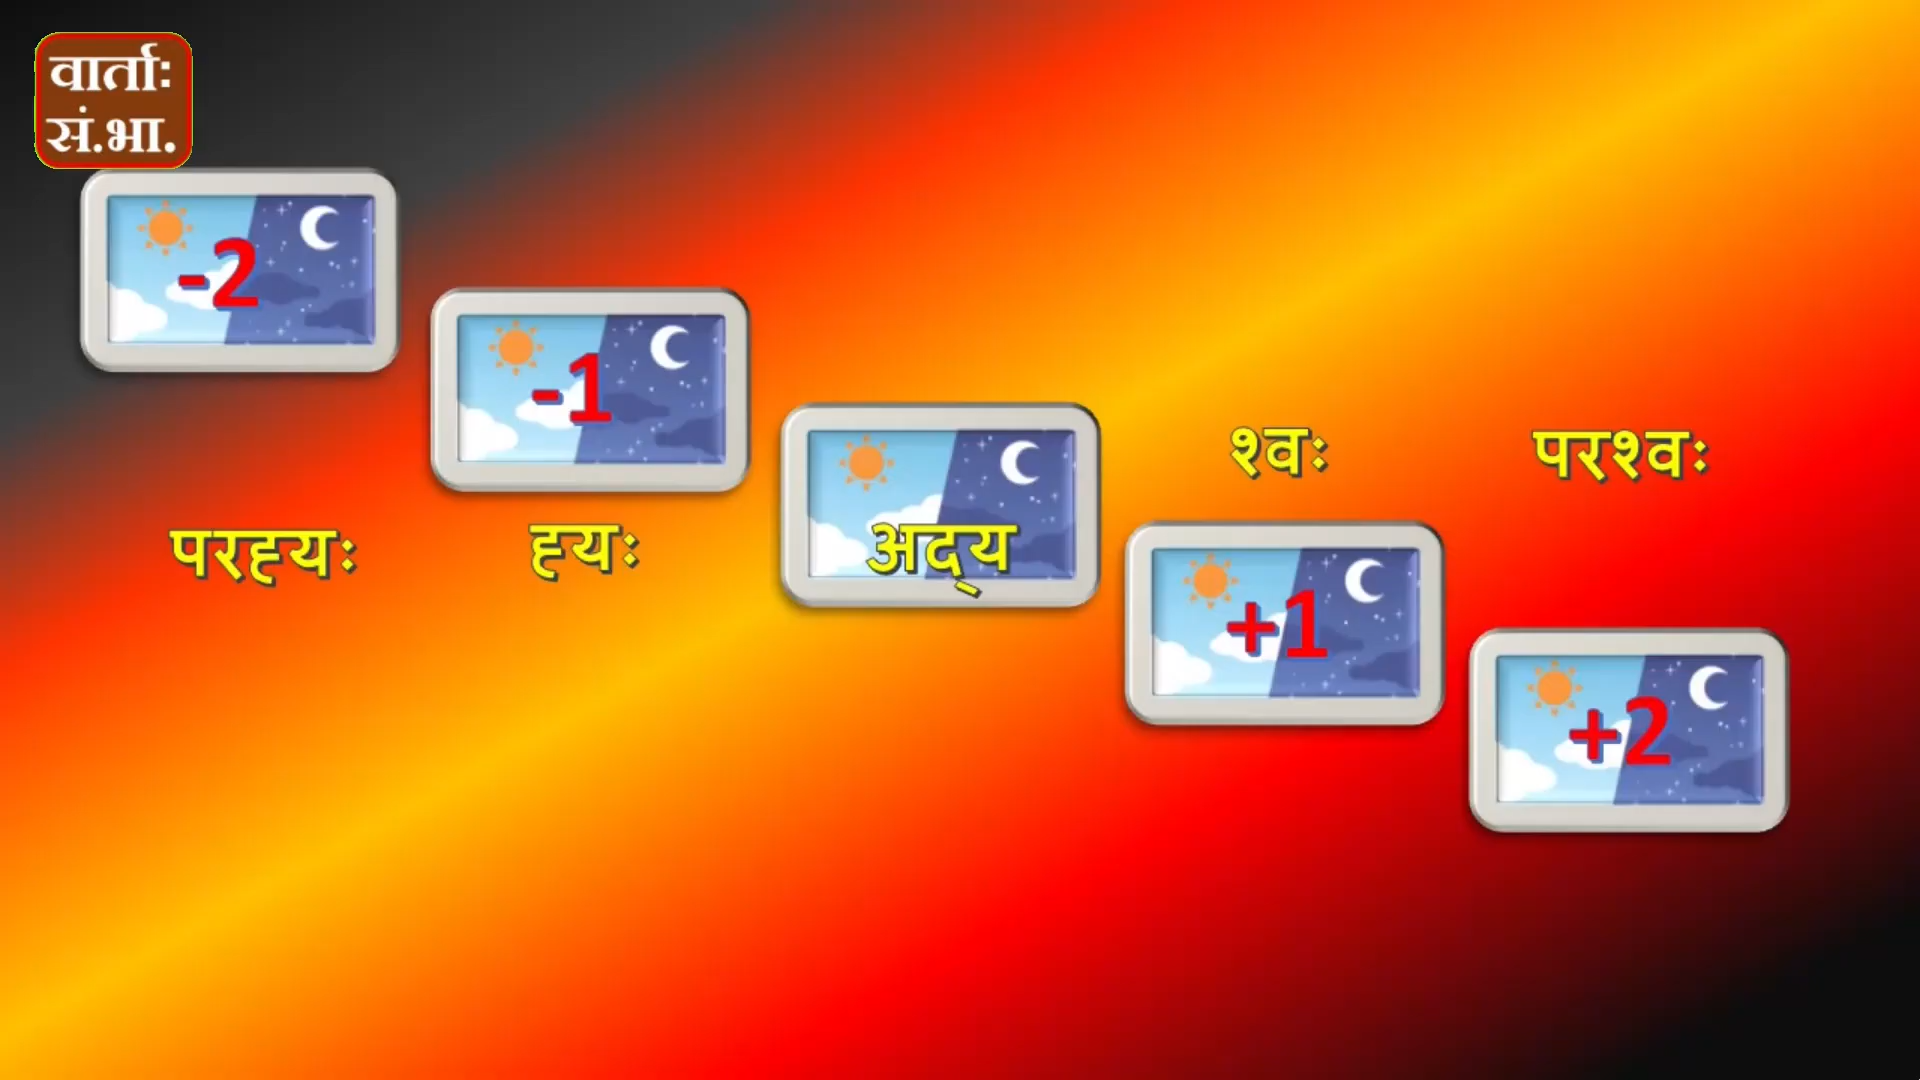 वार्ताः
सं.भा.
-2
-1
श्वः
परश्वः
परह्यः
ह्यः
अद्य
+1
+2